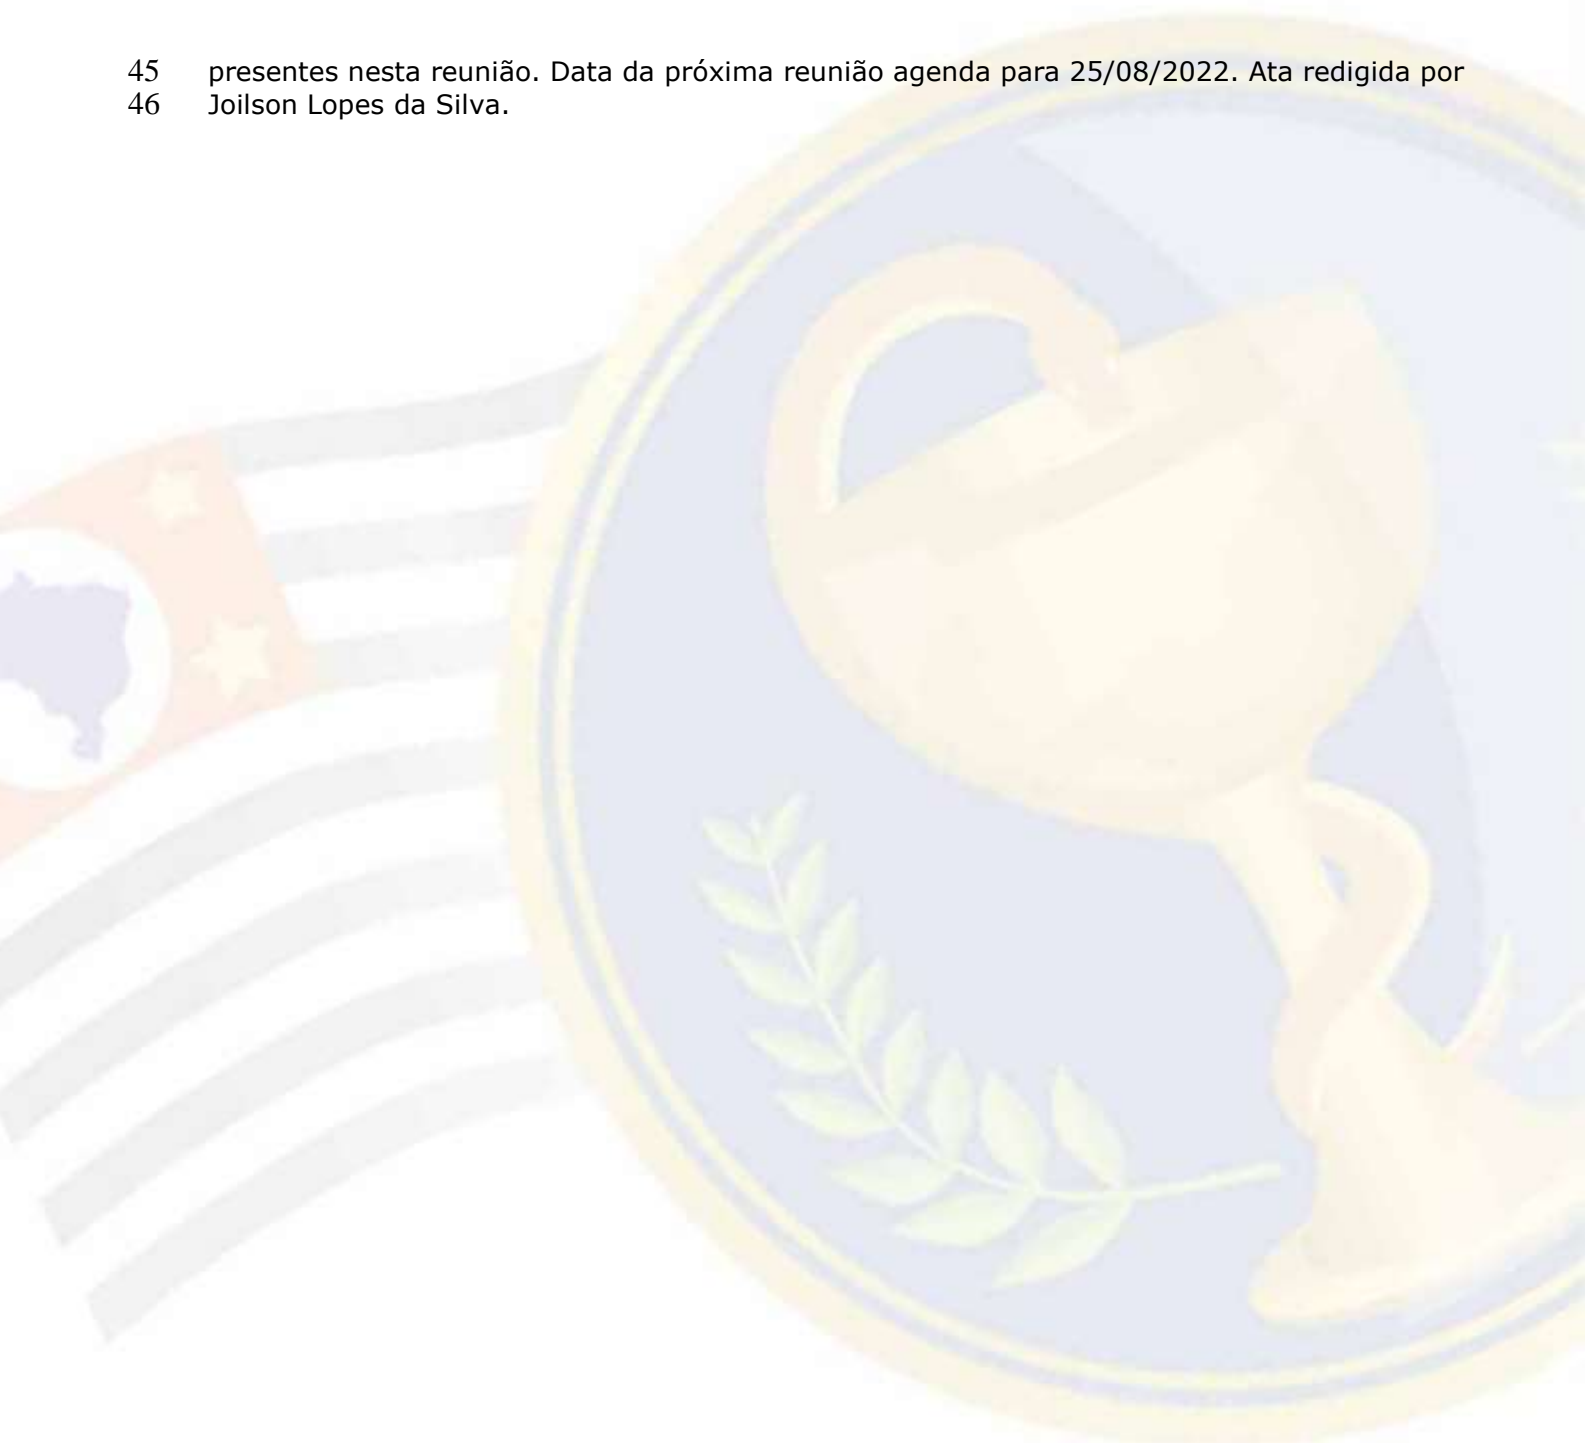 45 presentes nesta reunião. Data da próxima reunião agenda para 25/08/2022. Ata redigida por
46 Joilson Lopes da Silva.